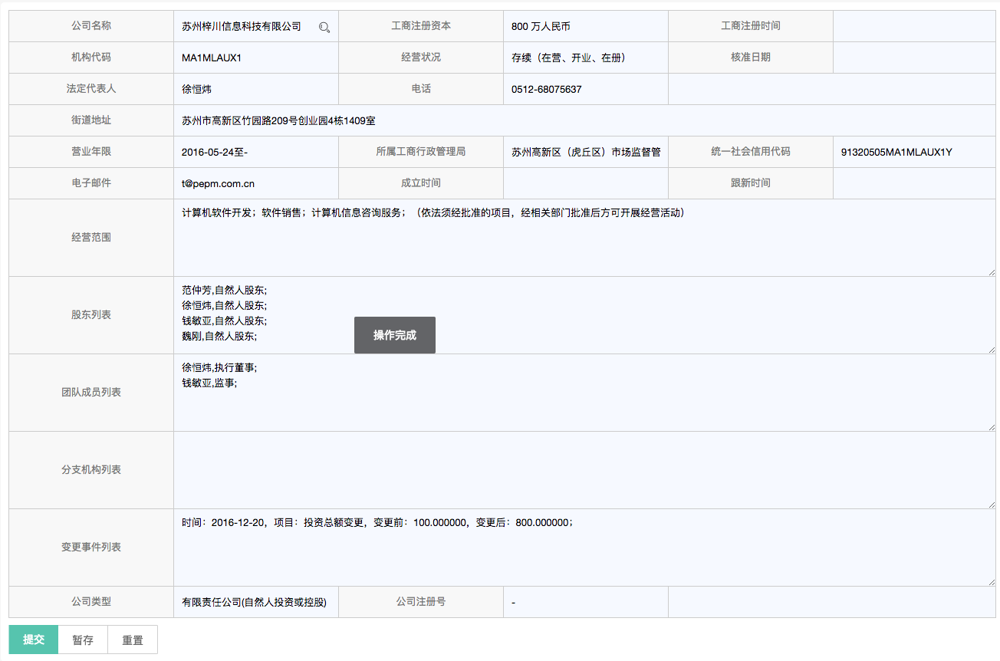 公司名称 苏州梓川信息科技有限公司 工商注册资本 800 万人民币 工商注册时间
机构代码 MA1MLAUX1 经营状况 存续（在营、开业、在册） 核准日期
法定代表人 徐恒炜 电话 0512-68075637
街道地址 苏州市高新区竹园路209号创业园4栋1409室
营业年限 2016-05-24至- 所属工商行政管理局 苏州高新区（虎丘区）市场监督管 统一社会信用代码 91320505MA1MLAUX1Y
电子邮件 t@pepm.com.cn 成立时间 跟新时间
经营范围 计算机软件开发；软件销售；计算机信息咨询服务；（依法须经批准的项目，经相关部门批准后方可开展经营活动）
股东列表
范仲芳,自然人股东;
徐恒炜,自然人股东;
钱敏亚,自然人股东;
魏刚,自然人股东;
操作完成
团队成员列表
徐恒炜,执行董事;
钱敏亚,监事;
分支机构列表
变更事件列表 时间：2016-12-20，项目：投资总额变更，变更前：100.000000，变更后：800.000000；
公司类型 有限责任公司(自然人投资或控股) 公司注册号 -
提交 暂存 重置